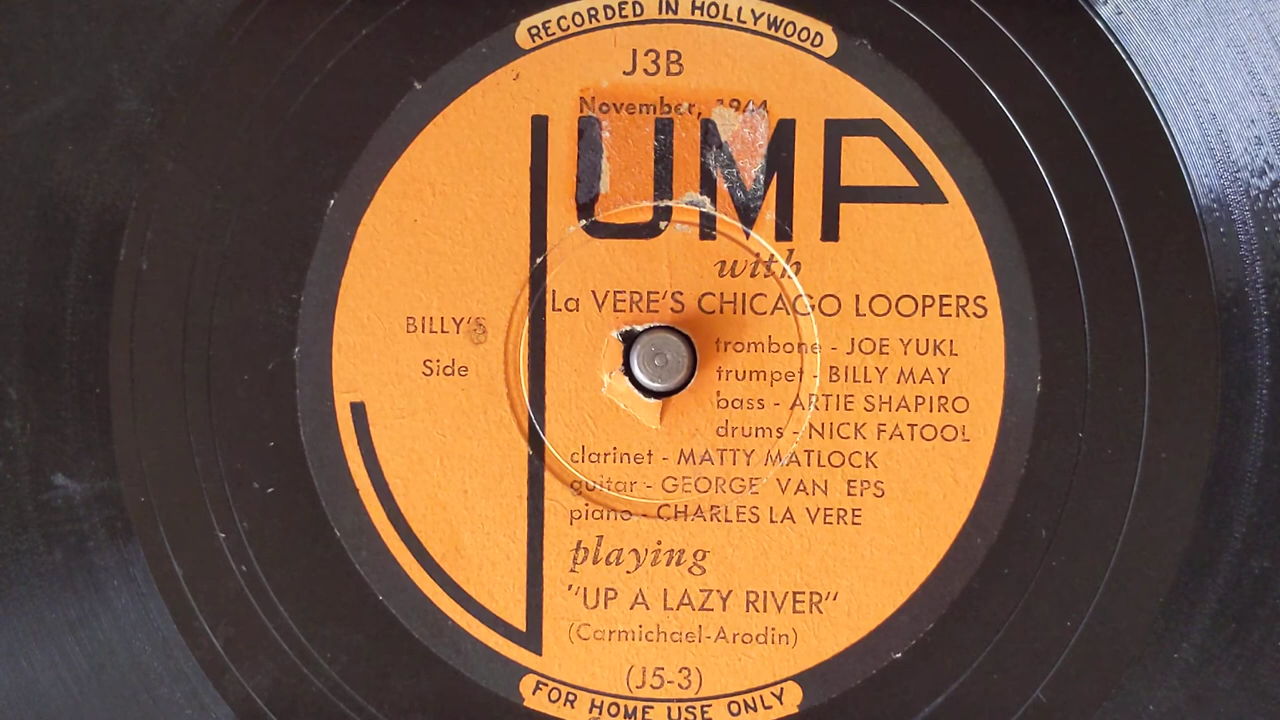 RECORDED IN HOLLYWOOD
J3B
November, 1944
JUMP
with
La VERE'S CHICAGO LOOPERS
BILLY'S
Side
trombone - JOE YUKL
trumpet - BILLY MAY
bass - ARTIE SHAPIRO
drums - NICK FATOOL
clarinet - MATTY MATLOCK
guitar - GEORGE VAN EPS
piano - CHARLES LA VERE
playing
"UP A LAZY RIVER"
(Carmichael-Arodin)
(J5-3)
FOR HOME USE ONLY